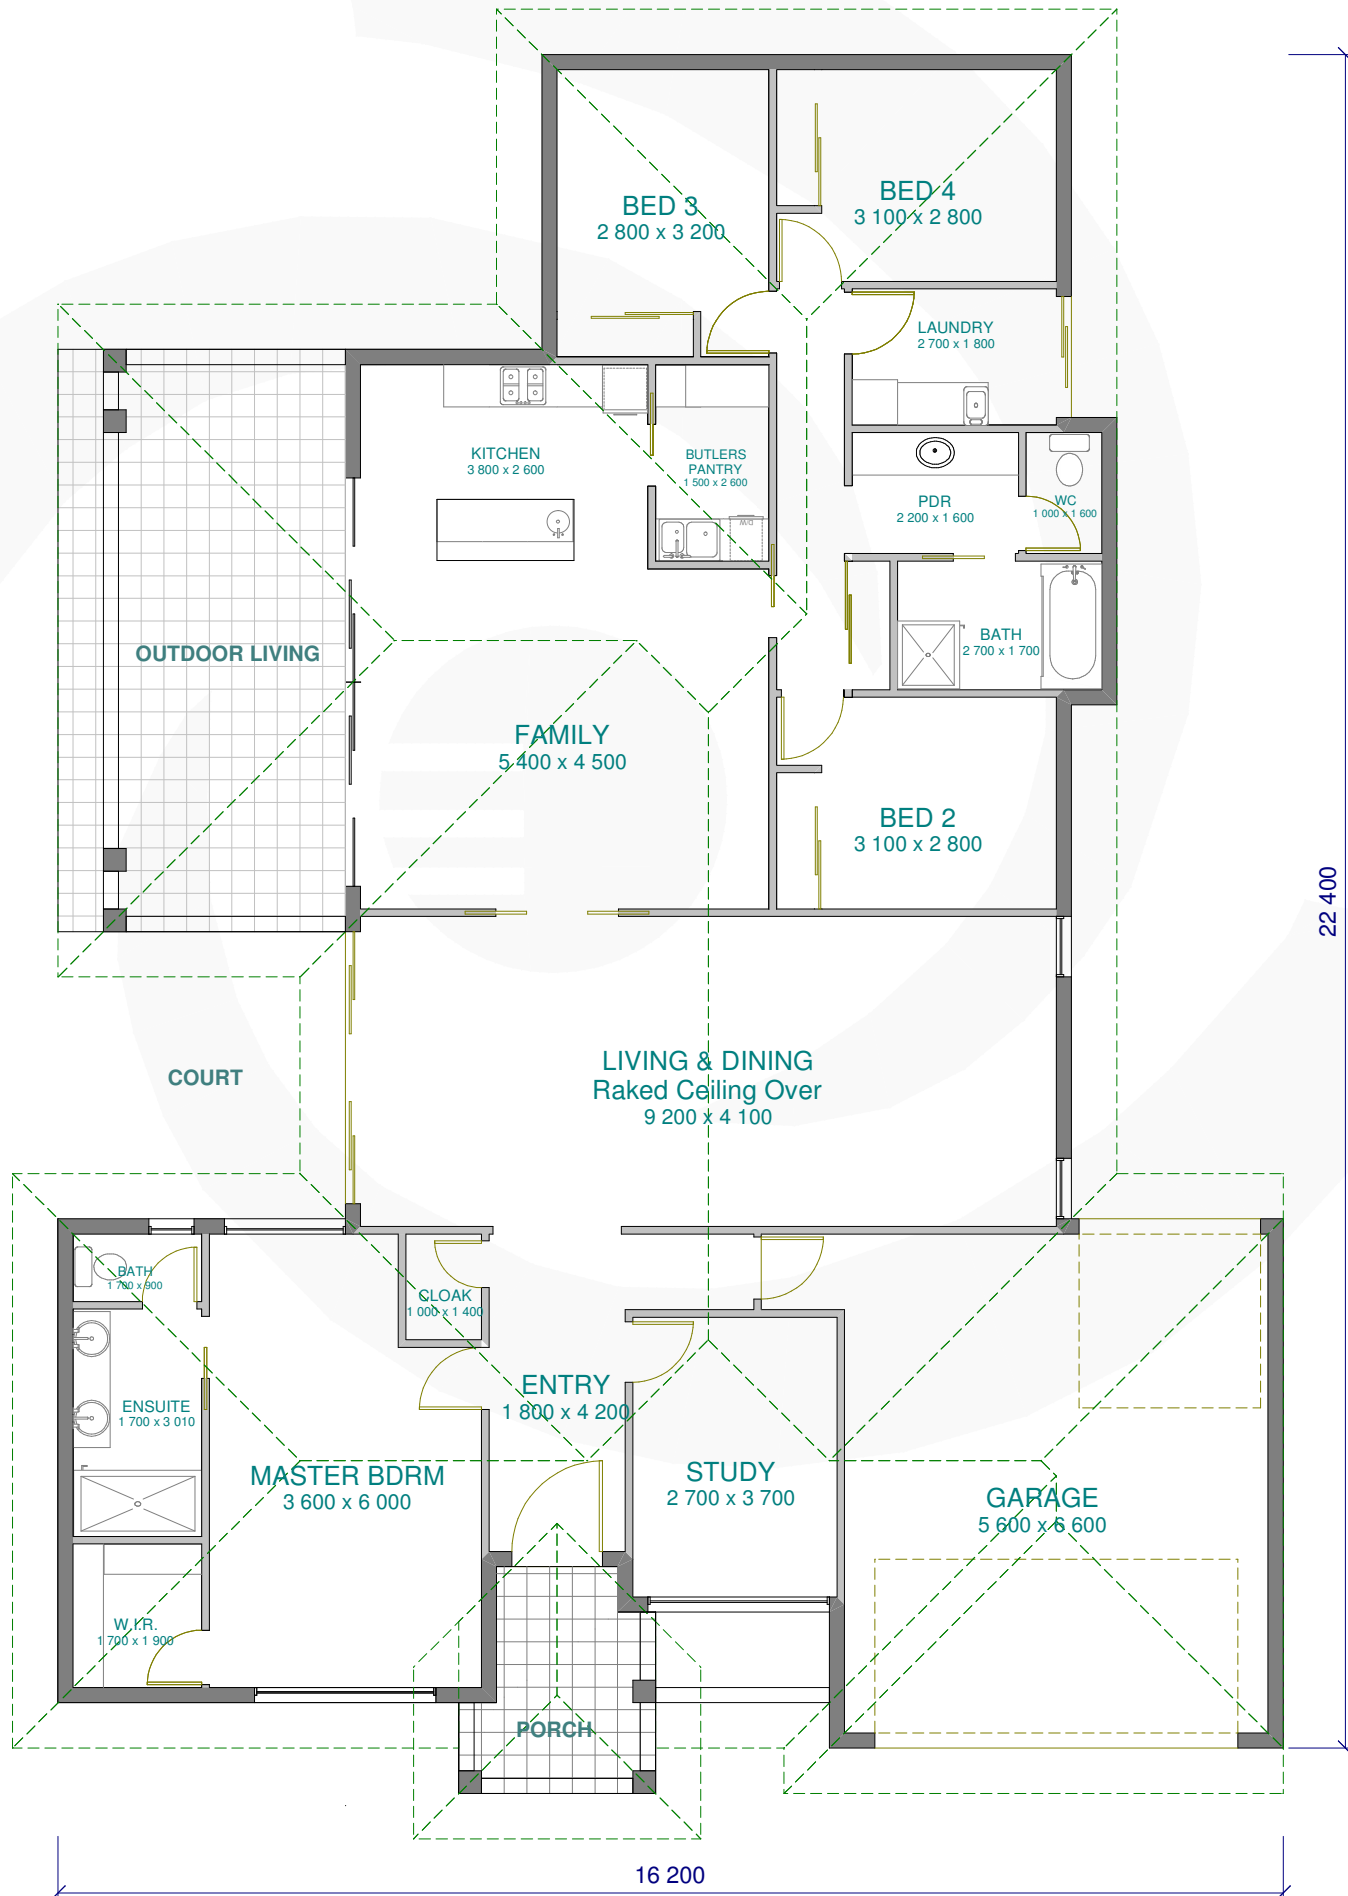 BED 3
2 800 x 3 200
BED 4
3 100 x 2 800
LAUNDRY
2 700 x 1 800
KITCHEN
3 800 x 2 600
BUTLERS
PANTRY
1 500 x 2 600
D/W
PDR
2 200 x 1 600
WC
1 000 x 1 600
OUTDOOR LIVING
BATH
2 700 x 1 700
FAMILY
5 400 x 4 500
BED 2
3 100 x 2 800
22 400
COURT
LIVING & DINING
Raked Ceiling Over
9 200 x 4 100
BATH
1 700 x 900
CLOAK
1 000 x 1 400
ENTRY
1 800 x 4 200
ENSUITE
1 700 x 3 010
MASTER BDRM
3 600 x 6 000
STUDY
2 700 x 3 700
GARAGE
5 600 x 6 600
W.I.R.
1 700 x 1 900
PORCH
16 200